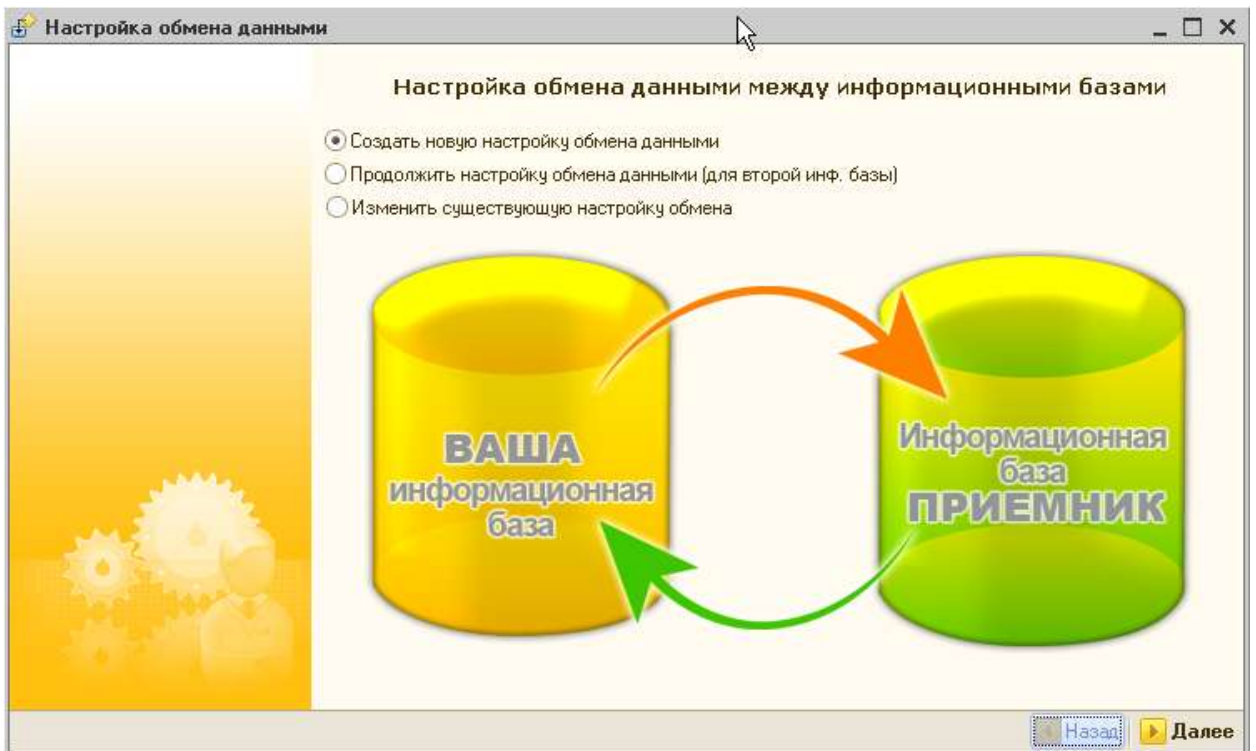 Настройка обмена данными
Настройка обмена данными между информационными базами
Создать новую настройку обмена данными
Продолжить настройку обмена данными (для второй инф. базы)
Изменить существующую настройку обмена
ВАША
информационная
база
Информационная
база
ПРИЕМНИК
Назад
Далее